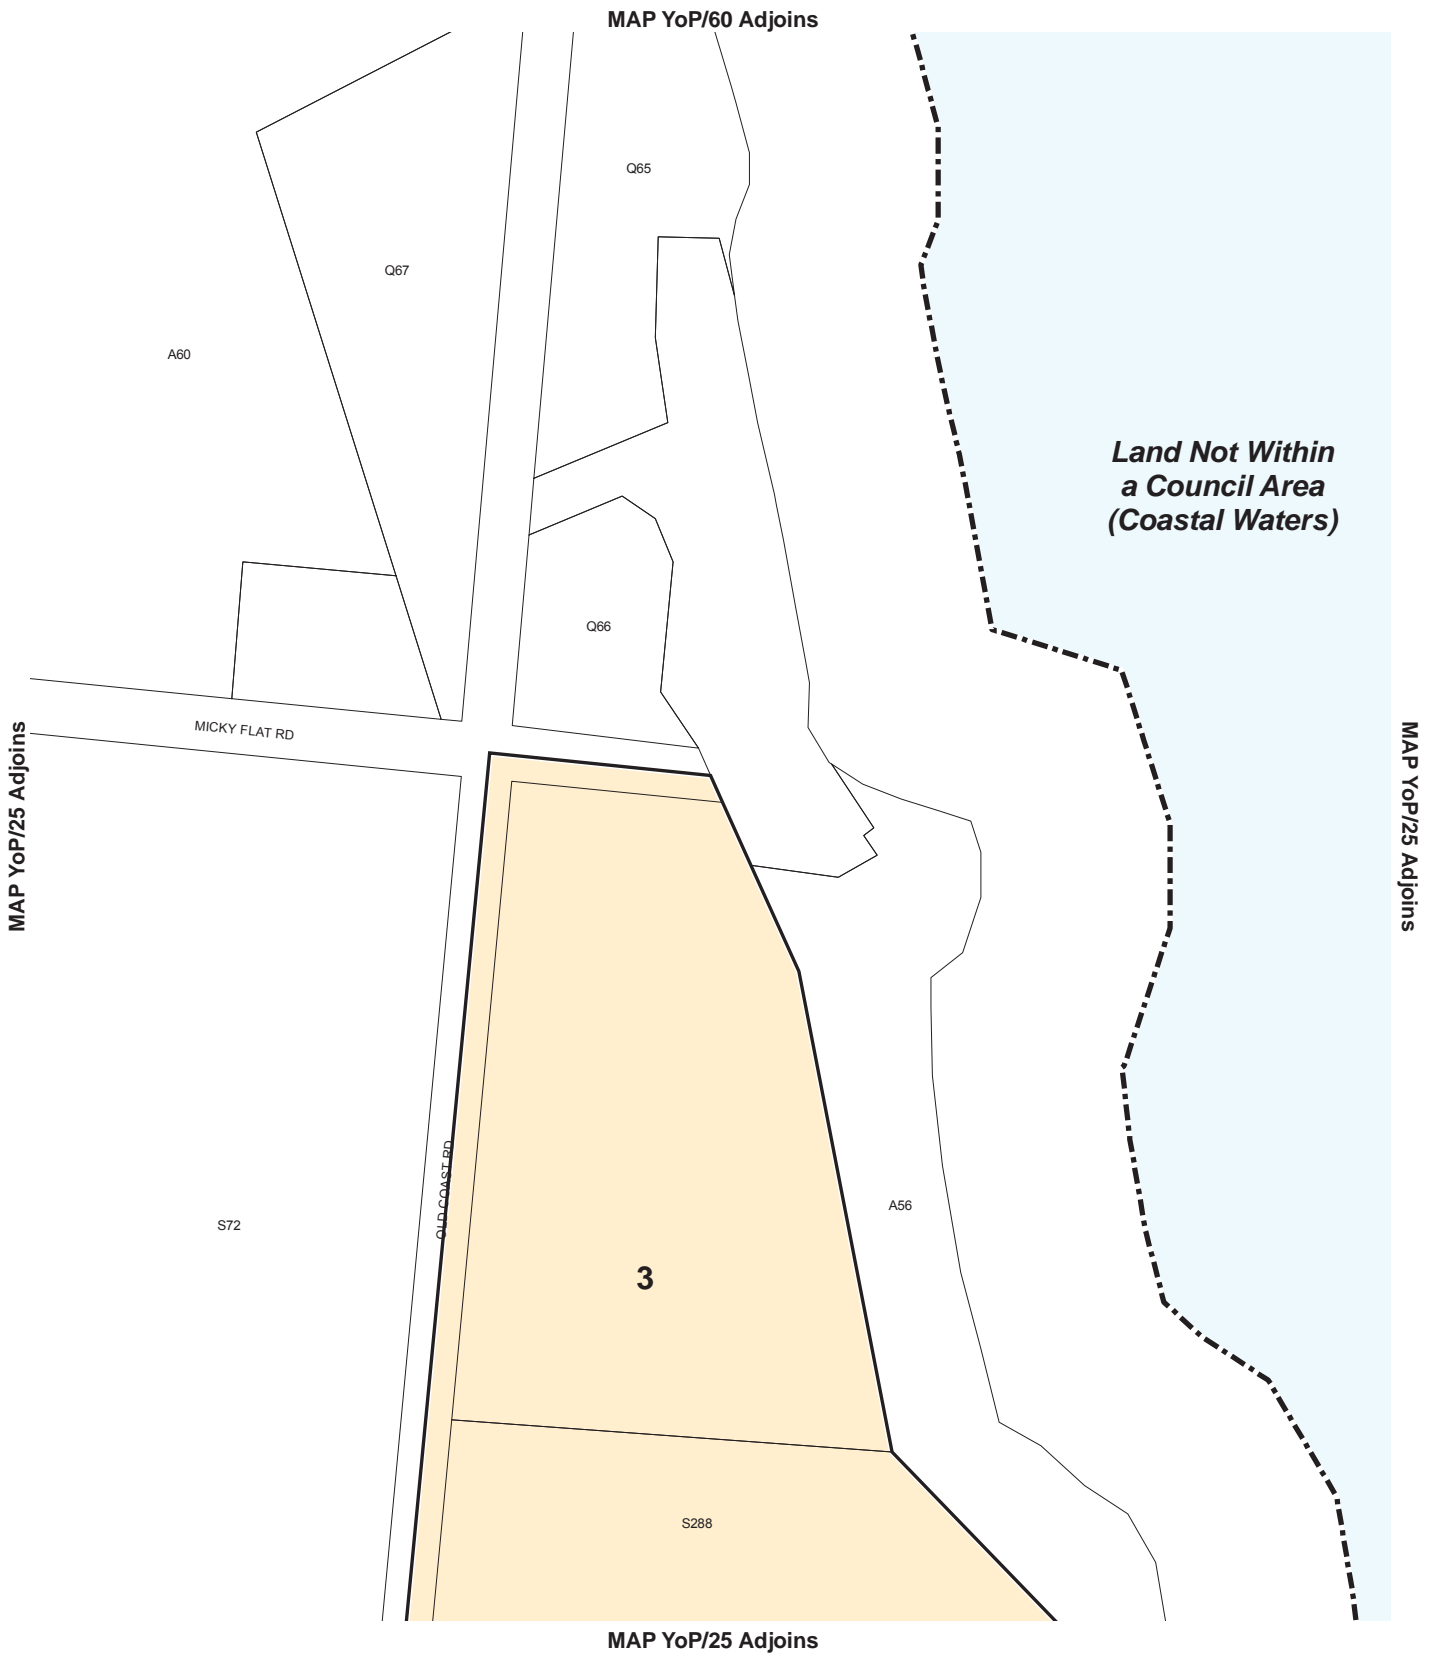 MAP YoP/60 Adjoins
Q65
Q67
A60
Land Not Within
a Council Area
(Coastal Waters)
Q66
MICKY FLAT RD
MAP YoP/25 Adjoins
MAP YoP/25 Adjoins
OLD COAST RD
A56
S72
3
S288
MAP YoP/25 Adjoins